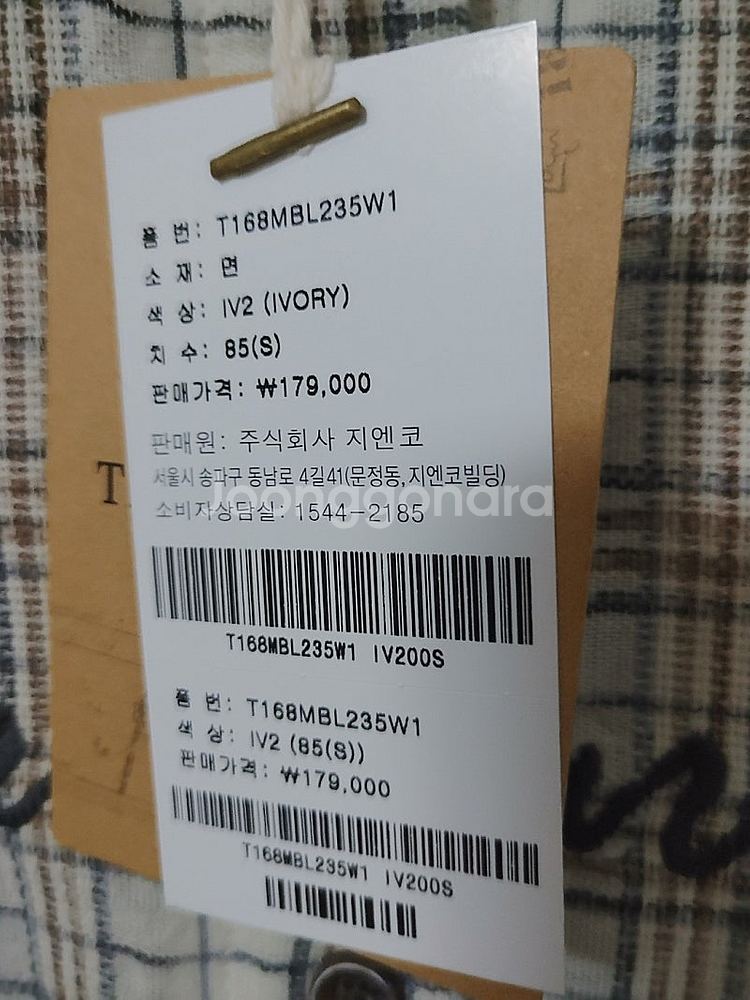 품 번: T168MBL235W1
소 재: 면
색 상: IV2 (IVORY)
치 수: 85(S)
판매가격: ₩179,000
판매원: 주식회사 지엔코
서울시 송파구 동남로 4길41(문정동,지엔코빌딩)
Joonggonara
소비자상담실: 1544-2185
T168MBL235W1 IV200S
품 번: T168MBL235W1
색 상: IV2 (85(S))
판매가격: ₩179,000
T168MBL235W1 IV200S